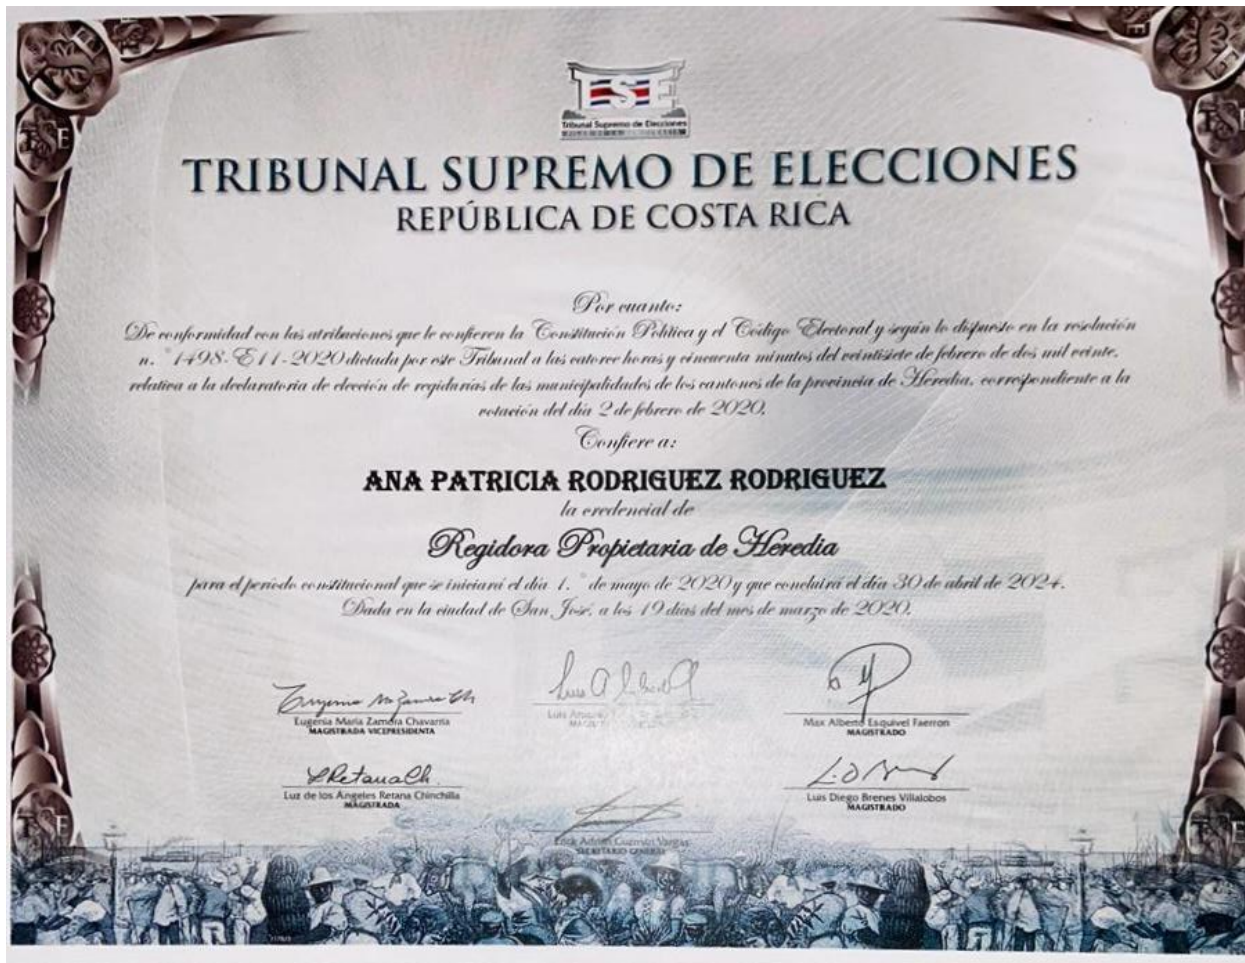 TSE
Tribunal Supremo de Elecciones
TRIBUNAL SUPREMO DE ELECCIONES
REPÚBLICA DE COSTA RICA
Por cuanto:
De conformidad con las atribuciones que le confieren la Constitución Política y el Código Electoral y según lo dispuesto en la resolución
n.° 1498-E11-2020 dictada por este Tribunal a las catorce horas y cincuenta minutos del veintisiete de febrero de dos mil veinte,
relativa a la declaratoria de elección de regidurías de las municipalidades de los cantones de la provincia de Heredia, correspondiente a la
votación del día 2 de febrero de 2020,
Confiere a:
ANA PATRICIA RODRIGUEZ RODRIGUEZ
la credencial de
Regidora Propietaria de Heredia
para el período constitucional que se iniciará el día 1.° de mayo de 2020 y que concluirá el día 30 de abril de 2024.
Dada en la ciudad de San José, a los 19 días del mes de marzo de 2020.
Eugenia María Zamora Chavarría
MAGISTRADA VICEPRESIDENTA
Luis
Max Alberto Esquivel Faerron
MAGISTRADO
Luz de los Ángeles Retana Chinchilla
MAGISTRADA
Luis Diego Brenes Villalobos
MAGISTRADO
Erick Adrián Guzmán Vargas
SECRETARIO GENERAL